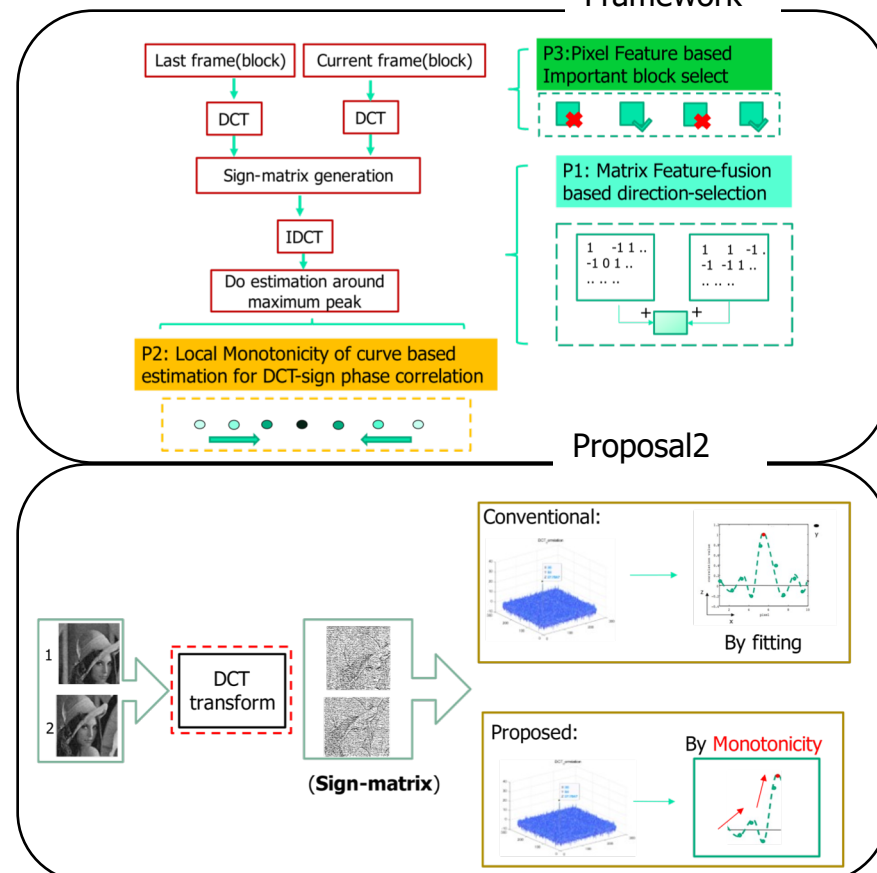 Framework
Last frame(block)
Current frame(block)
DCT
DCT
Sign-matrix generation
IDCT
Do estimation around
maximum peak
P2: Local Monotonicity of curve based
estimation for DCT-sign phase correlation
P3:Pixel Feature based
Important block select
P1: Matrix Feature-fusion
based direction-selection
1 -1 1 ..
-1 0 1 ..
.. .. ..
1 1 -1 .
-1 -1 1 ..
.. .. ..
+ +
Proposal2
1
2
DCT
transform
(Sign-matrix)
Conventional:
y
z
x
pixel
By fitting
Proposed:
By Monotonicity